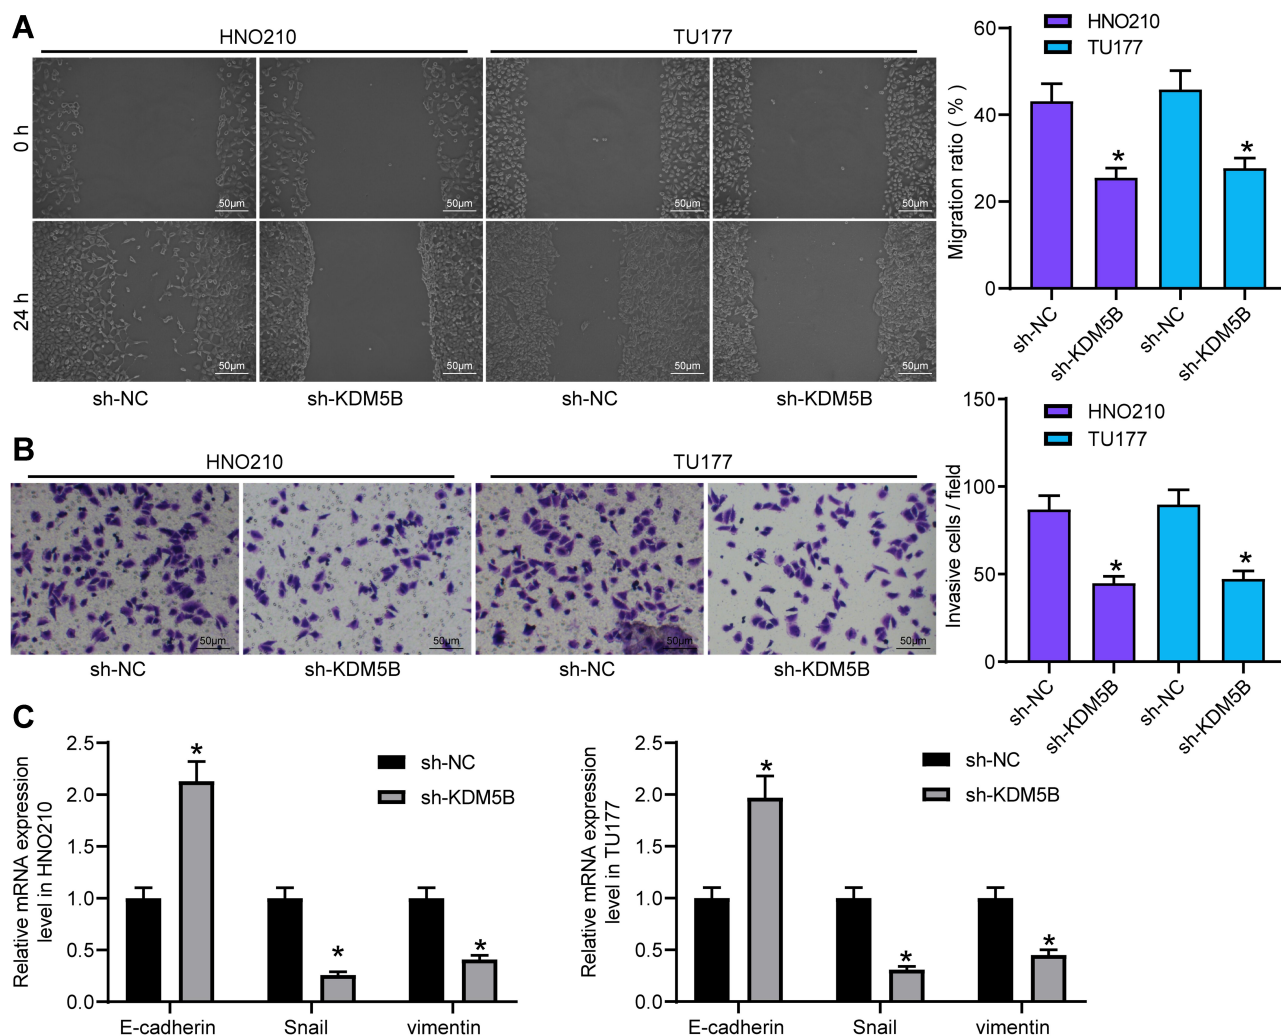 A
HNO210
TU177
0 h
50μm
50μm
50μm
50μm
24 h
50μm
50μm
50μm
50μm
sh-NC
sh-KDM5B
sh-NC
sh-KDM5B
HNO210
TU177
Migration ratio ( % )
60
40
20
0
*
*
sh-NC
sh-KDM5B
sh-NC
sh-KDM5B
B
HNO210
TU177
50μm
50μm
50μm
50μm
sh-NC
sh-KDM5B
sh-NC
sh-KDM5B
HNO210
TU177
Invasive cells / field
150
100
50
0
*
*
sh-NC
sh-KDM5B
sh-NC
sh-KDM5B
C
Relative mRNA expression
level in HNO210
2.5
2.0
1.5
1.0
0.5
0.0
sh-NC
sh-KDM5B
*
*
*
E-cadherin
Snail
vimentin
Relative mRNA expression
level in TU177
2.5
2.0
1.5
1.0
0.5
0.0
sh-NC
sh-KDM5B
*
*
*
E-cadherin
Snail
vimentin